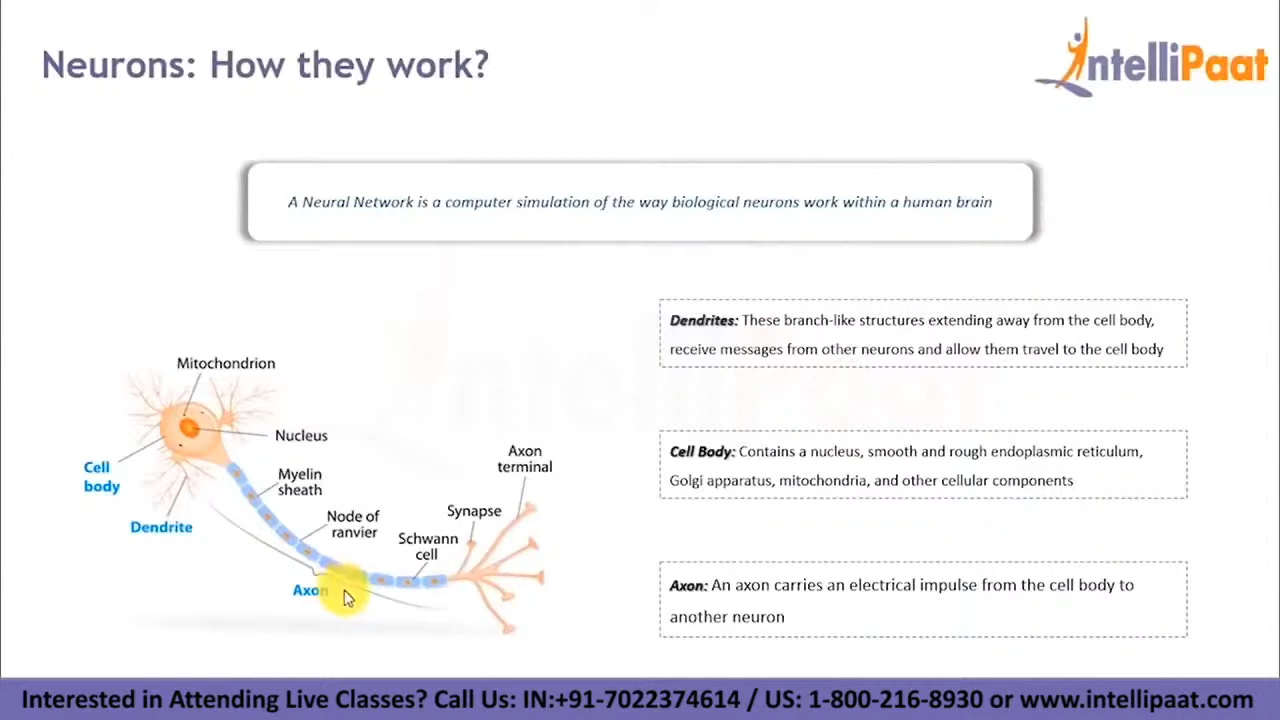 Neurons: How they work?
IntelliPaat
A Neural Network is a computer simulation of the way biological neurons work within a human brain
Dendrites: These branch-like structures extending away from the cell body,
receive messages from other neurons and allow them travel to the cell body
Mitochondrion
Nucleus
Cell
body
Myelin
sheath
Dendrite
Node of
ranvier
Schwann
cell
Synapse
Axon
terminal
Axon
Cell Body: Contains a nucleus, smooth and rough endoplasmic reticulum,
Golgi apparatus, mitochondria, and other cellular components
Axon: An axon carries an electrical impulse from the cell body to
another neuron
Interested in Attending Live Classes? Call Us: IN:+91-7022374614 / US: 1-800-216-8930 or www.intellipaat.com